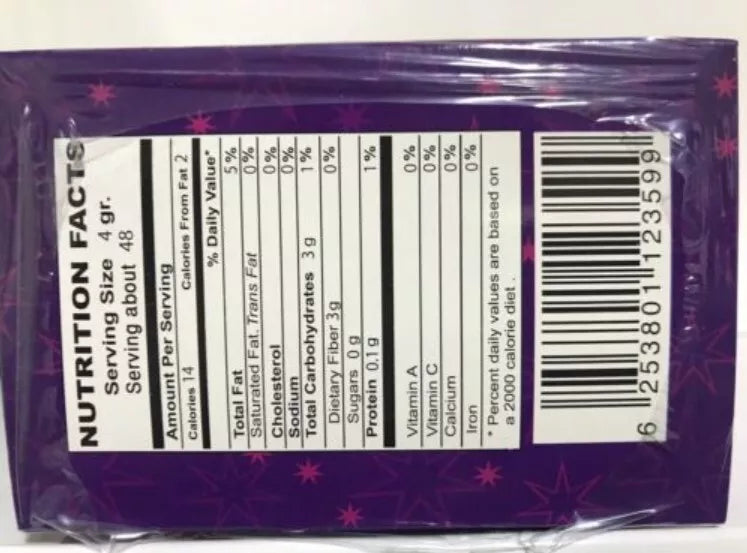 NUTRITION FACTS
Serving Size 4 gr.
Serving about 48
Amount Per Serving
Calories 14 Calories From Fat 2
% Daily Value*
Total Fat 5%
Saturated Fat, Trans Fat 0%
Cholesterol 0%
Sodium 0%
Total Carbohydrates 3 g 1%
Dietary Fiber 3g 0%
Sugars 0 g
Protein 0.1g 1%
Vitamin A 0%
Vitamin C 0%
Calcium 0%
Iron 0%
* Percent daily values are based on
a 2000 calorie diet .
6 253801 123599